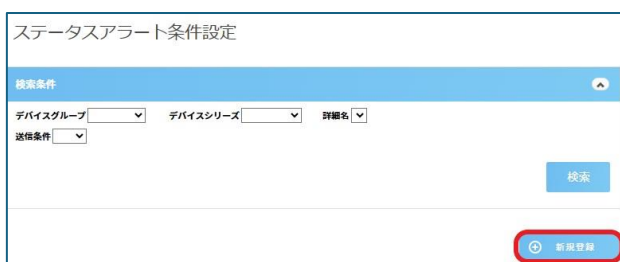 ステータスアラート条件設定
検索条件
デバイスグループ デバイスシリーズ 詳細名
送信条件
検索
新規登録